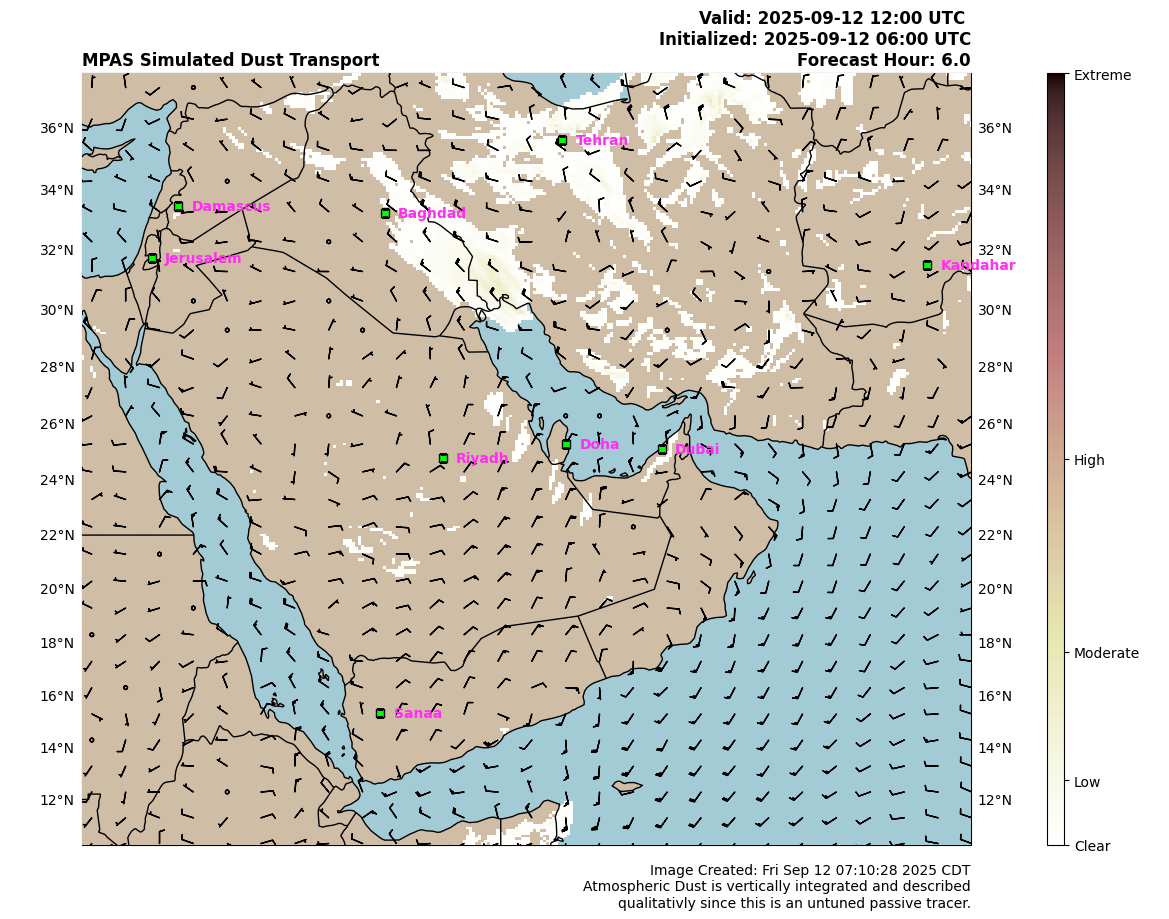 Valid: 2025-09-12 12:00 UTC
Initialized: 2025-09-12 06:00 UTC
MPAS Simulated Dust Transport Forecast Hour: 6.0
Extreme
36°N 36°N
Tehran
34°N 34°N
Damascus
Baghdad
32°N 32°N
Jerusalem
Kandahar
30°N 30°N
28°N 28°N
26°N 26°N
Doha
Dubai
Riyadh
High
24°N 24°N
22°N 22°N
20°N 20°N
18°N 18°N
Moderate
16°N 16°N
Sanaa
14°N 14°N
Low
12°N 12°N
Clear
Image Created: Fri Sep 12 07:10:28 2025 CDT
Atmospheric Dust is vertically integrated and described
qualitativly since this is an untuned passive tracer.